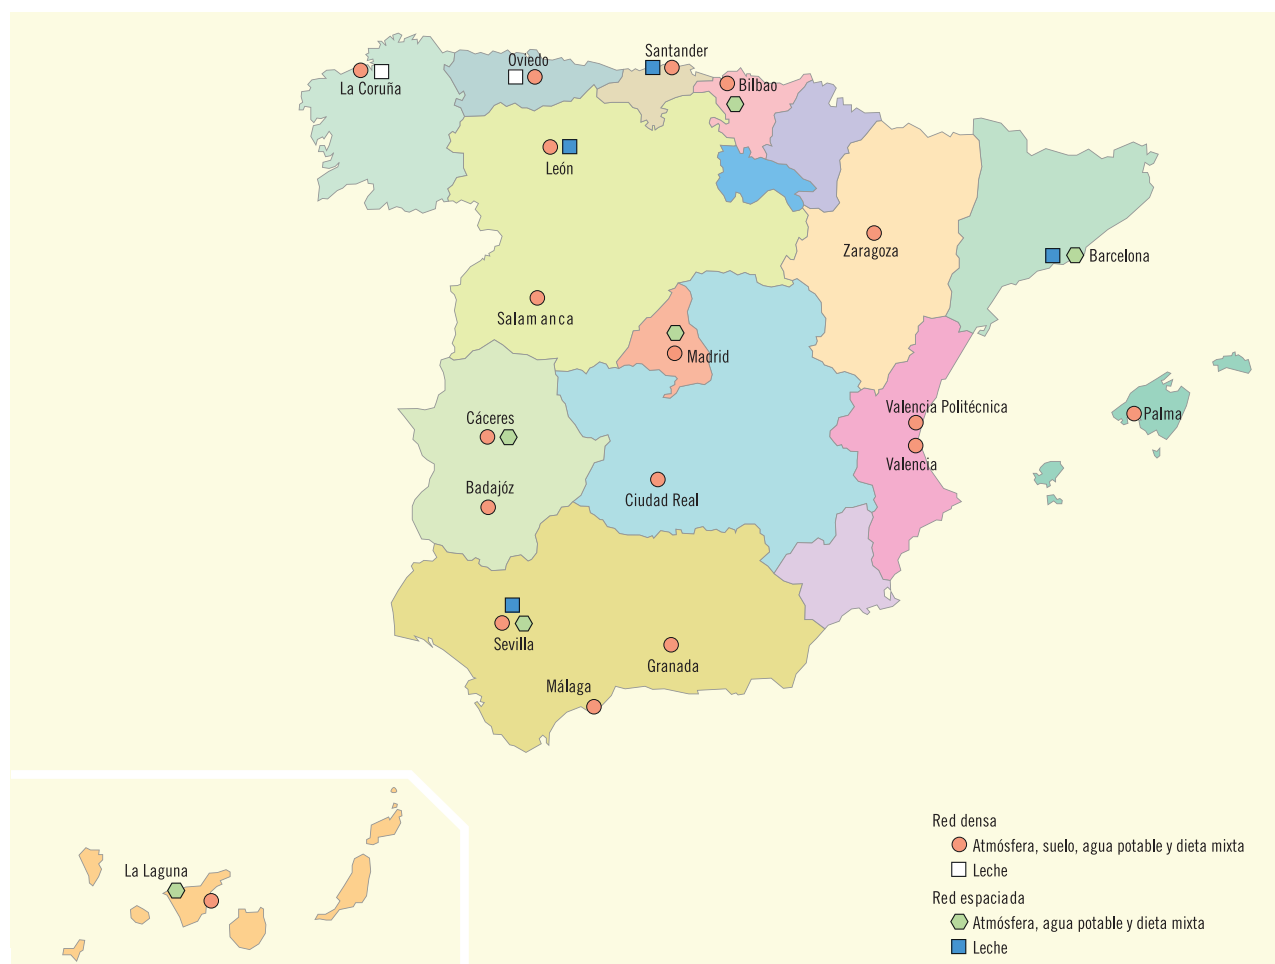 Santander
Oviedo
La Coruña
Bilbao
León
Zaragoza
Barcelona
Salamanca
Madrid
Cáceres
Valencia Politécnica
Palma
Valencia
Badajóz
Ciudad Real
Sevilla
Granada
Málaga
La Laguna
Red densa
Atmósfera, suelo, agua potable y dieta mixta
Leche
Red espaciada
Atmósfera, agua potable y dieta mixta
Leche